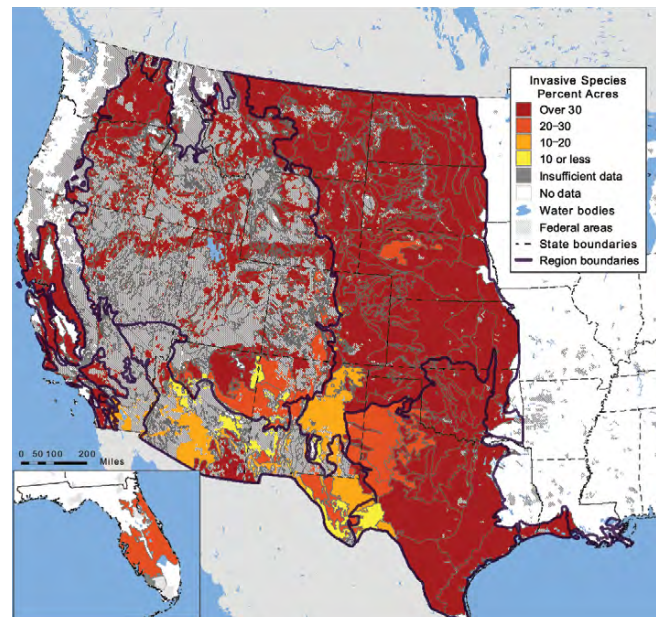 Invasive Species
Percent Acres
Over 30
20–30
10–20
10 or less
Insufficient data
No data
Water bodies
Federal areas
State boundaries
Region boundaries
0 50 100 200
Miles